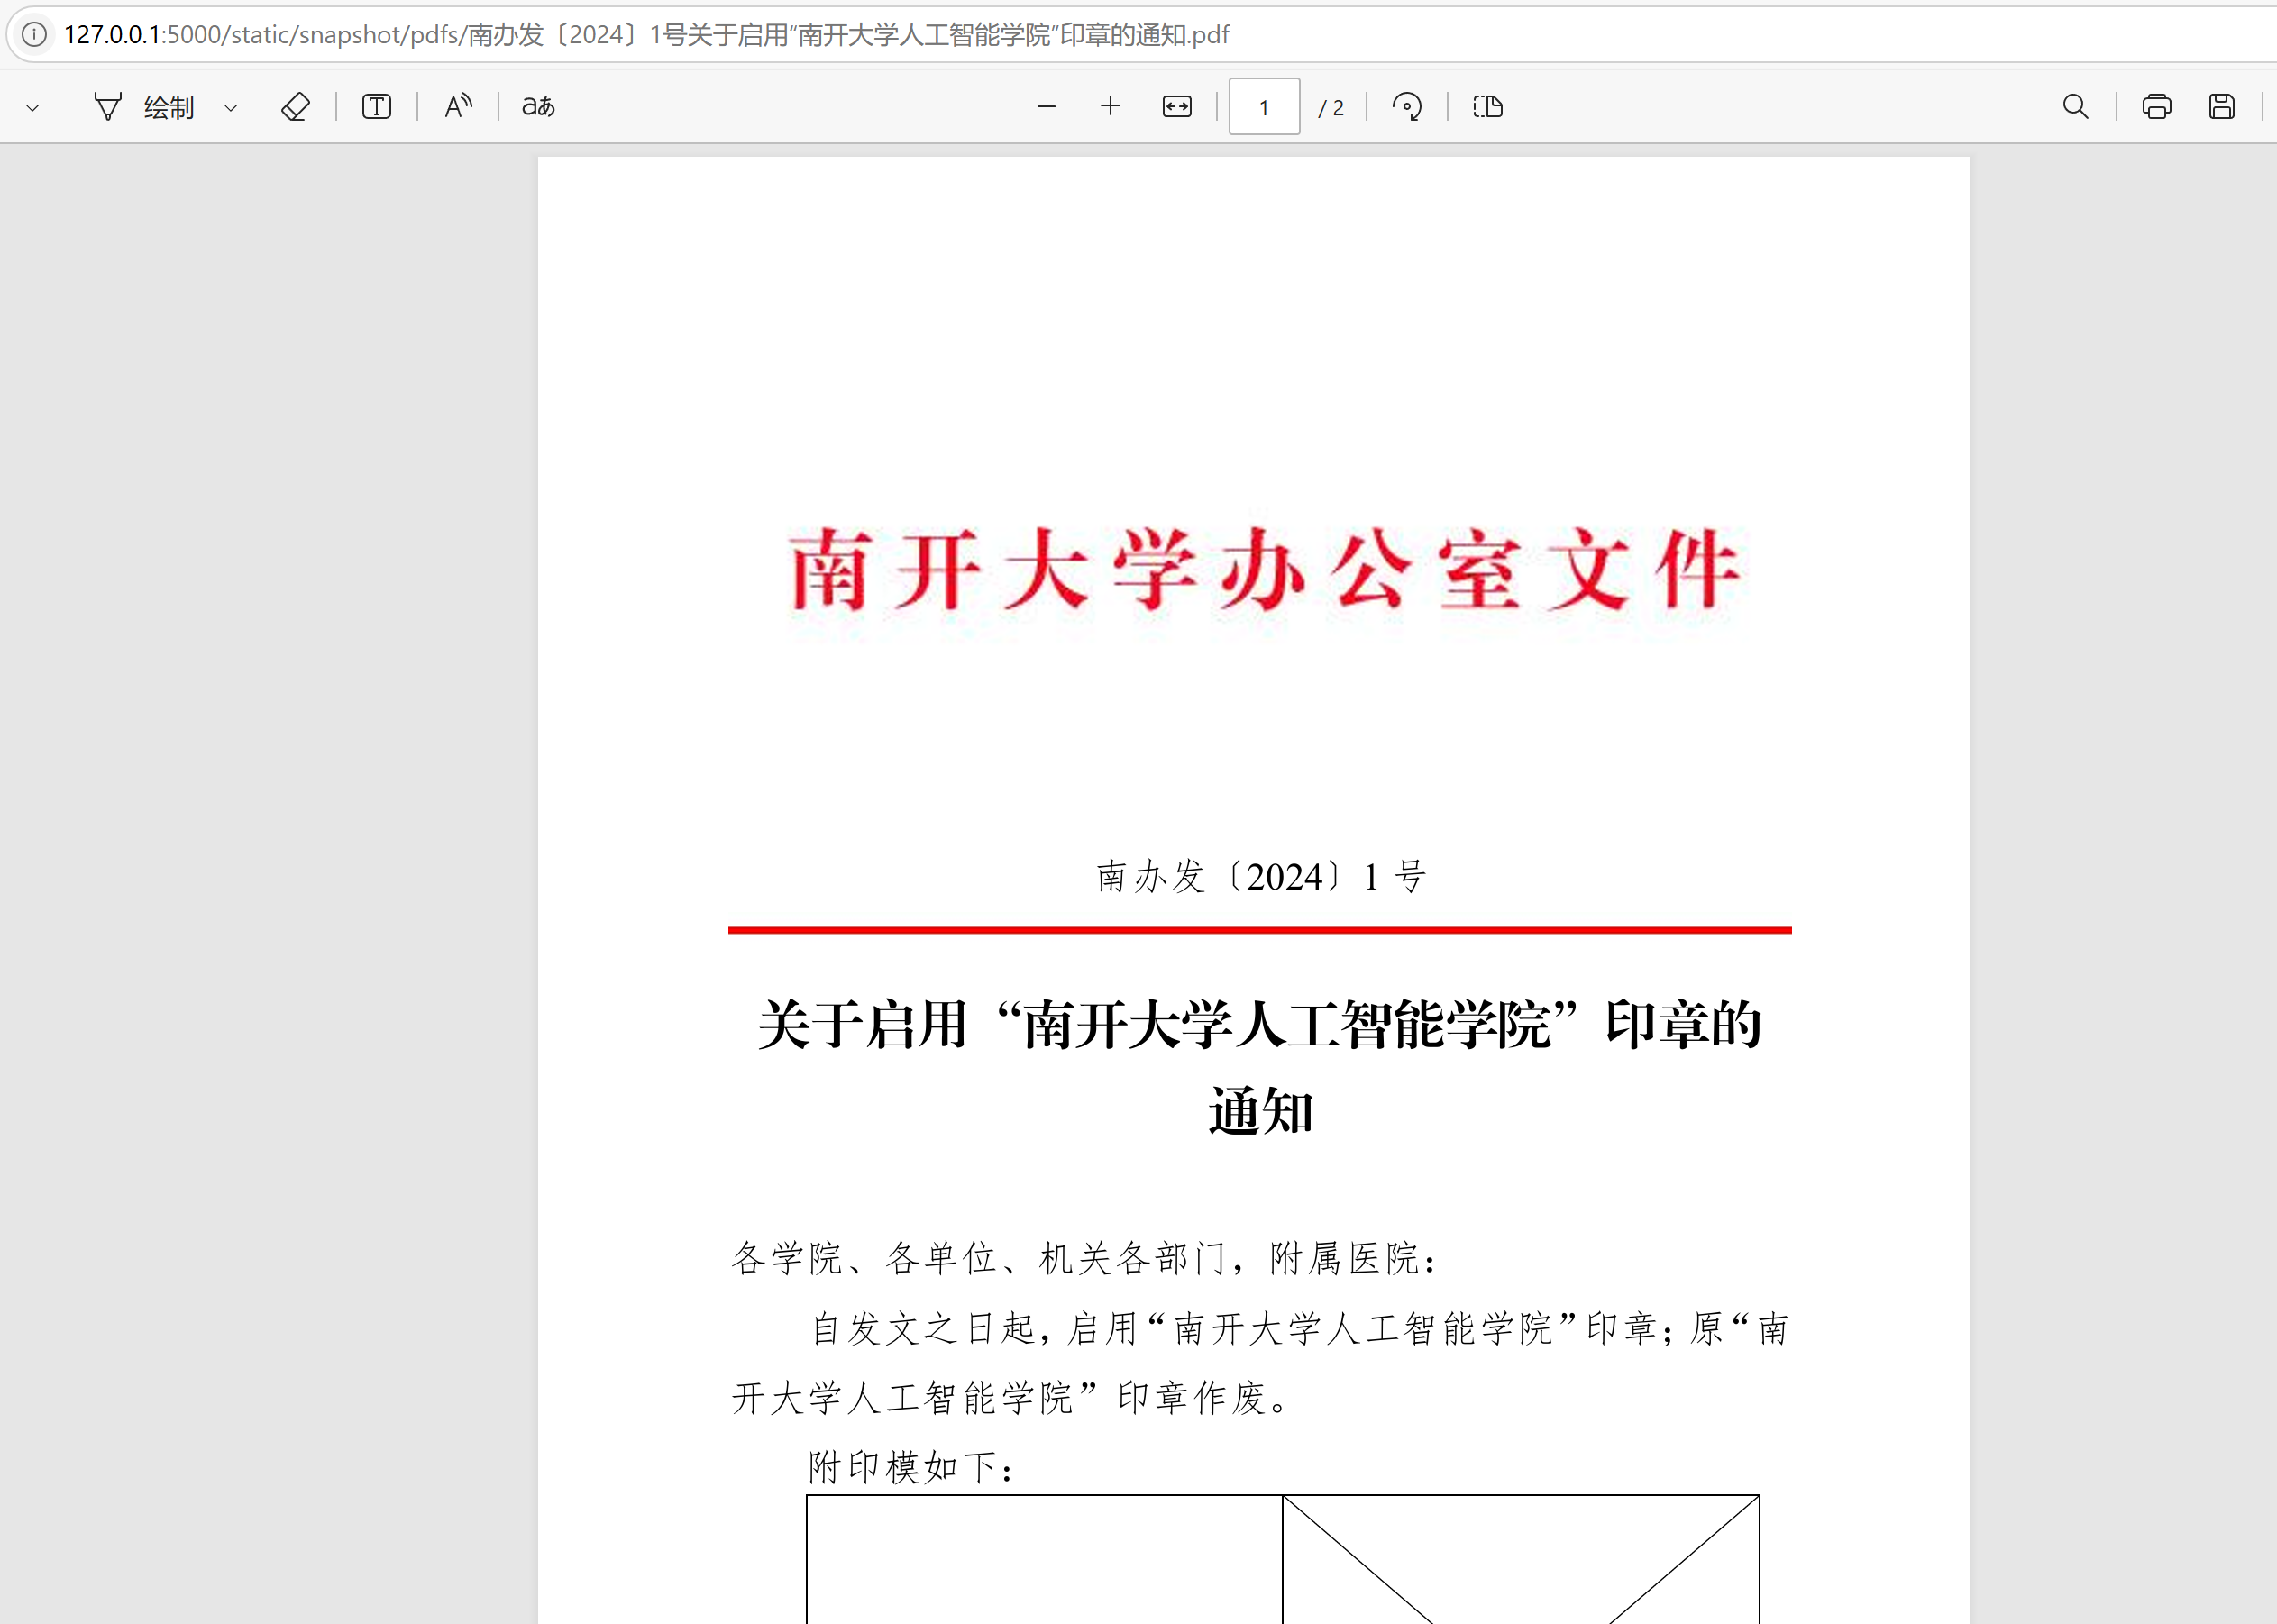 127.0.0.1:5000/static/snapshot/pdfs/南办发〔2024〕1号关于启用“南开大学人工智能学院”印章的通知.pdf
绘制 T A aあ 1 / 2
南开大学办公室文件
南办发〔2024〕1 号
关于启用“南开大学人工智能学院”印章的
通知
各学院、各单位、机关各部门，附属医院：
自发文之日起，启用“南开大学人工智能学院”印章；原“南
开大学人工智能学院”印章作废。
附印模如下：